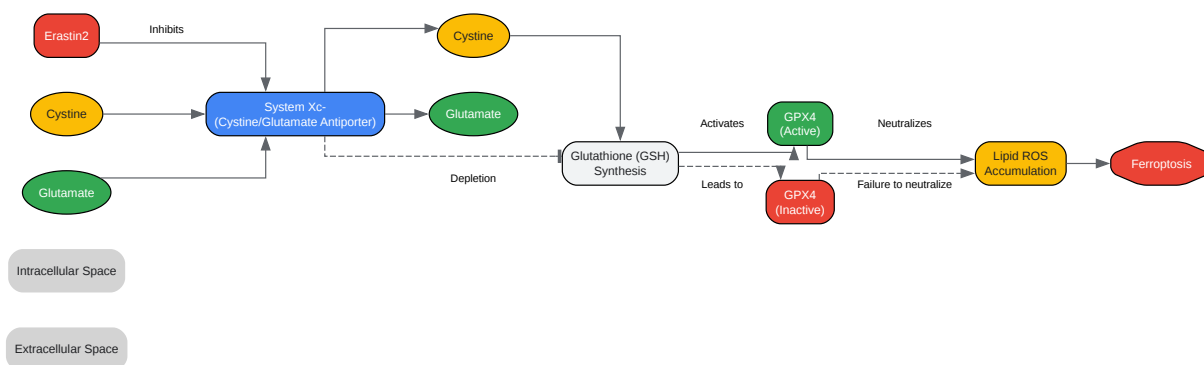 Erastin2
Inhibits
Cystine
Cystine
System Xc-
(Cystine/Glutamate Antiporter)
Glutamate
Glutamate
Depletion
Glutathione (GSH)
Synthesis
Activates
Leads to
GPX4
(Active)
GPX4
(Inactive)
Neutralizes
Failure to neutralize
Lipid ROS
Accumulation
Ferroptosis
Intracellular Space
Extracellular Space